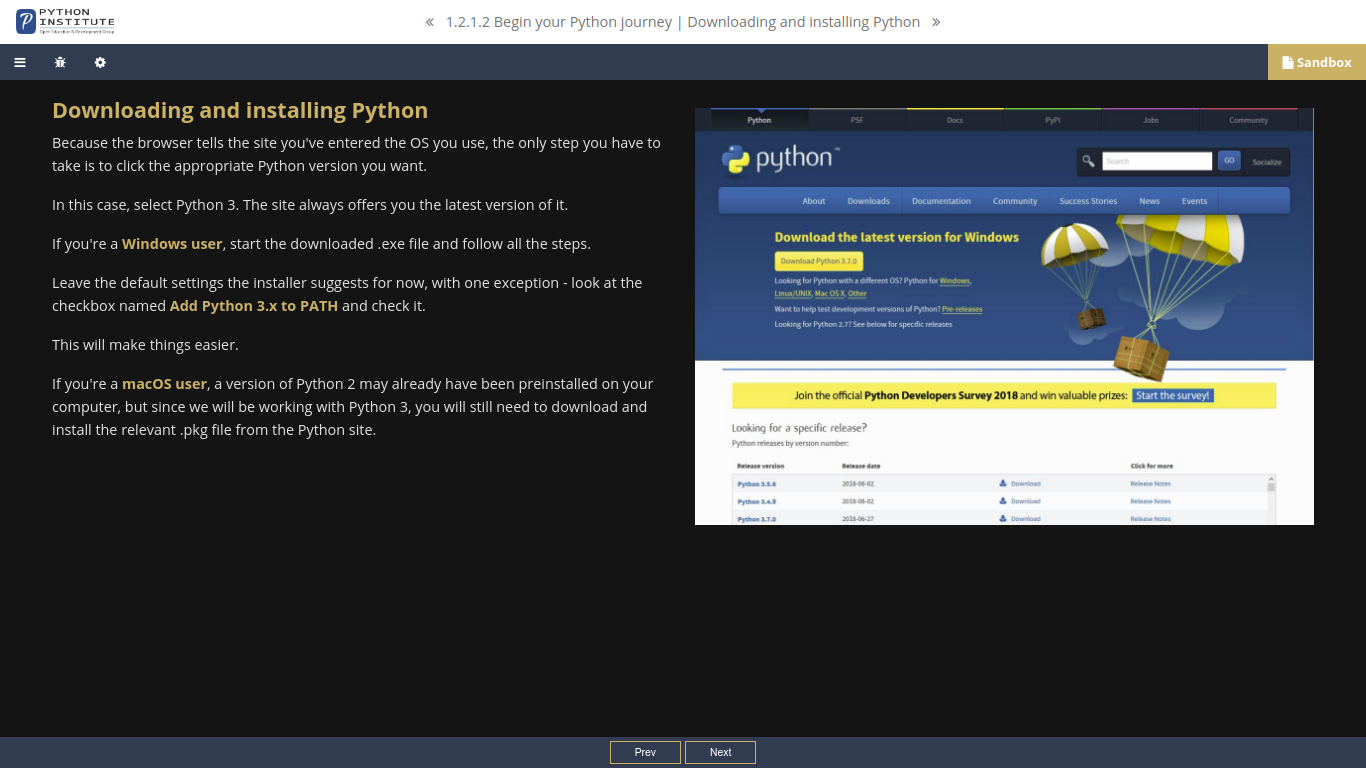 PYTHON
INSTITUTE
Open Education & Development Group
« 1.2.1.2 Begin your Python journey | Downloading and installing Python »
Sandbox
Downloading and installing Python
Because the browser tells the site you've entered the OS you use, the only step you have to
take is to click the appropriate Python version you want.
In this case, select Python 3. The site always offers you the latest version of it.
If you're a Windows user, start the downloaded .exe file and follow all the steps.
Leave the default settings the installer suggests for now, with one exception - look at the
checkbox named Add Python 3.x to PATH and check it.
This will make things easier.
If you're a macOS user, a version of Python 2 may already have been preinstalled on your
computer, but since we will be working with Python 3, you will still need to download and
install the relevant .pkg file from the Python site.
Python PSF Docs PyPI Jobs Community
python™
Search GO Socialize
About Downloads Documentation Community Success Stories News Events
Download the latest version for Windows
Download Python 3.7.0
Looking for Python with a different OS? Python for Windows,
Linux/UNIX, Mac OS X, Other
Want to help test development versions of Python? Pre-releases
Looking for Python 2.7? See below for specific releases
Join the official Python Developers Survey 2018 and win valuable prizes: Start the survey!
Looking for a specific release?
Python releases by version number:
Release version Release date Click for more
Python 3.5.6 2018-08-02 Download Release Notes
Python 3.4.9 2018-08-02 Download Release Notes
Python 3.7.0 2018-06-27 Download Release Notes
Prev Next